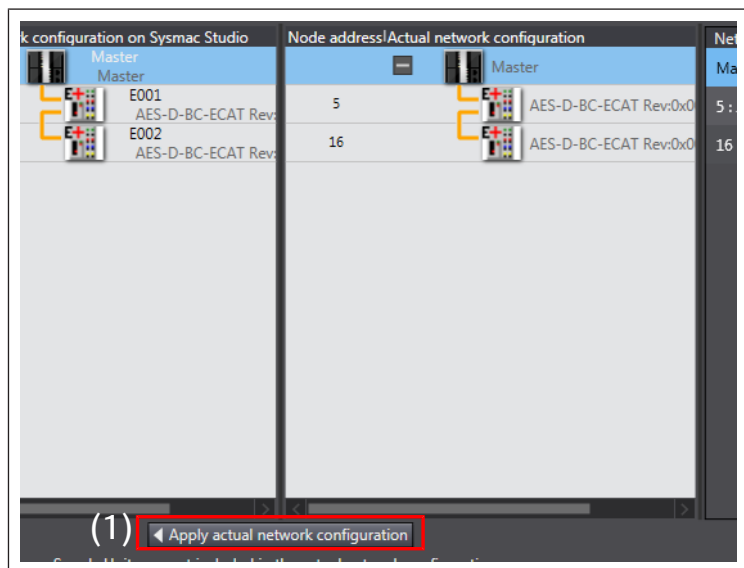 k configuration on Sysmac Studio
Node address Actual network configuration
Net
Master
Master
Master
Ma
E001
AES-D-BC-ECAT Rev:
5
AES-D-BC-ECAT Rev:0x0
5:
E002
AES-D-BC-ECAT Rev:
16
AES-D-BC-ECAT Rev:0x0
16
(1)
Apply actual network configuration